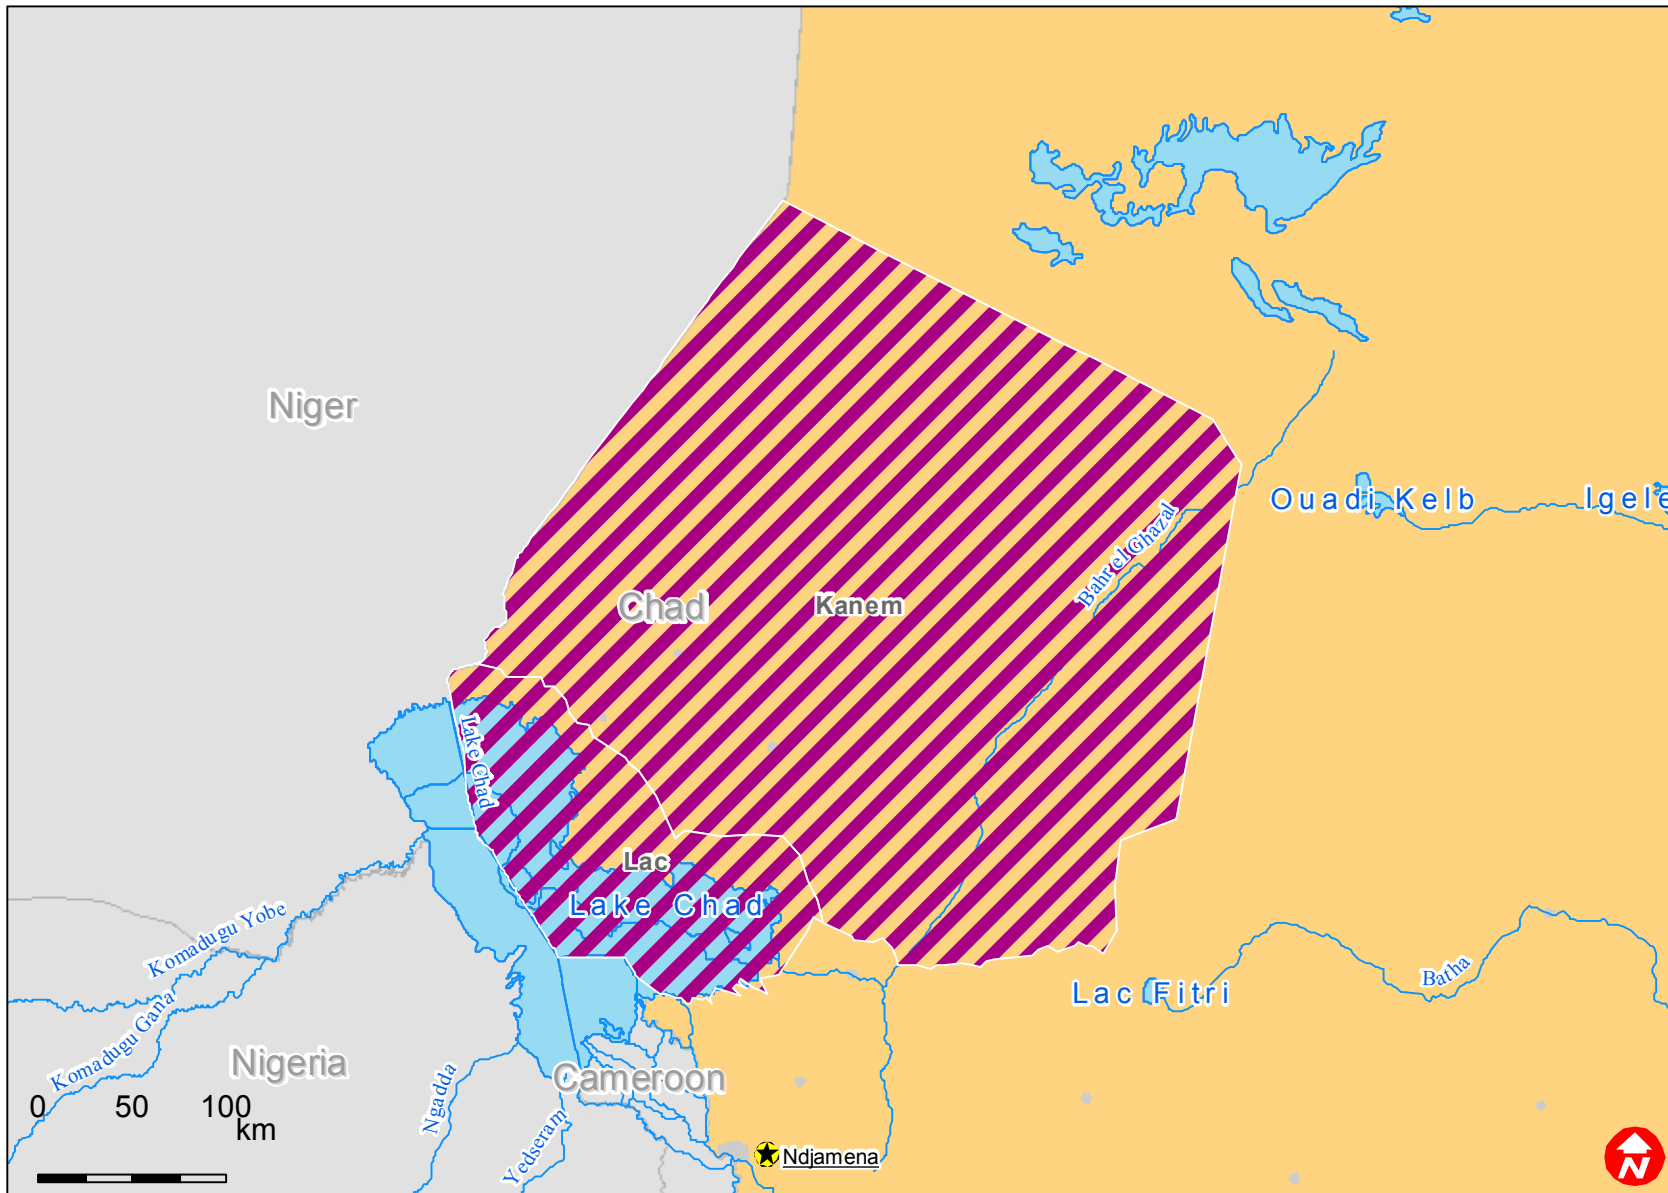 Niger
Ouadi Kelb
Igele
Bahr el Ghazal
Chad
Kanem
Lake Chad
Lac
Lake Chad
Komadugu Yobe
Batha
Lac Fitri
Komadugu Gana
Nigeria
Cameroon
Ngadda
Yedseram
0 50 100
km
Ndjamena
N